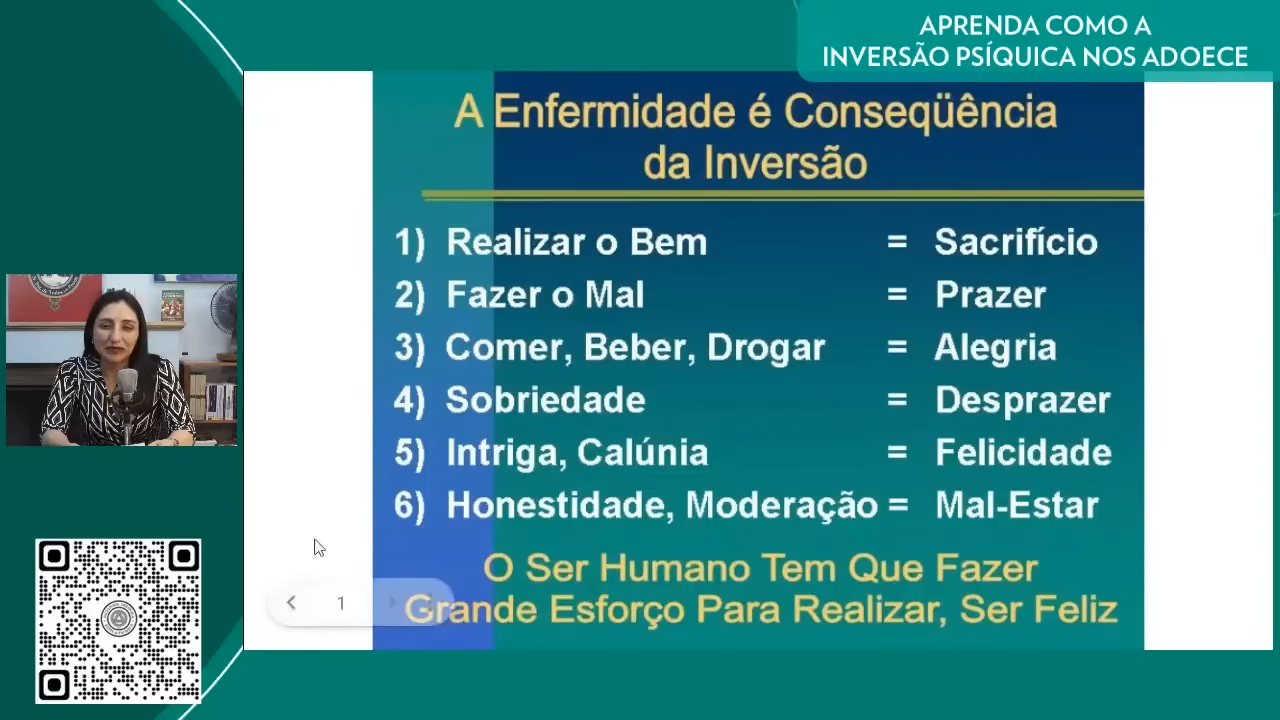 APRENDA COMO A
INVERSÃO PSÍQUICA NOS ADOECE
A Enfermidade é Conseqüência
da Inversão
1) Realizar o Bem = Sacrifício
2) Fazer o Mal = Prazer
3) Comer, Beber, Drogar = Alegria
4) Sobriedade = Desprazer
5) Intriga, Calúnia = Felicidade
6) Honestidade, Moderação = Mal-Estar
O Ser Humano Tem Que Fazer
Grande Esforço Para Realizar, Ser Feliz
1